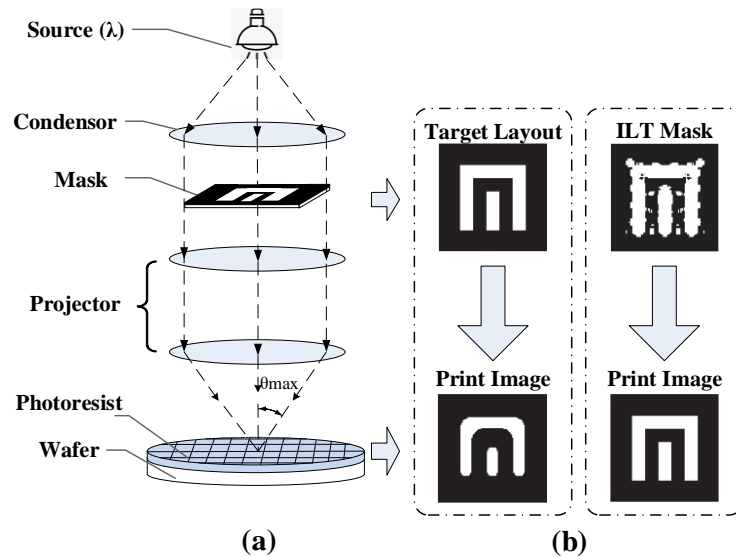 Source (λ)
Condensor
Mask
Projector
θmax
Photoresist
Wafer
(a)
Target Layout
ILT Mask
Print Image
Print Image
(b)